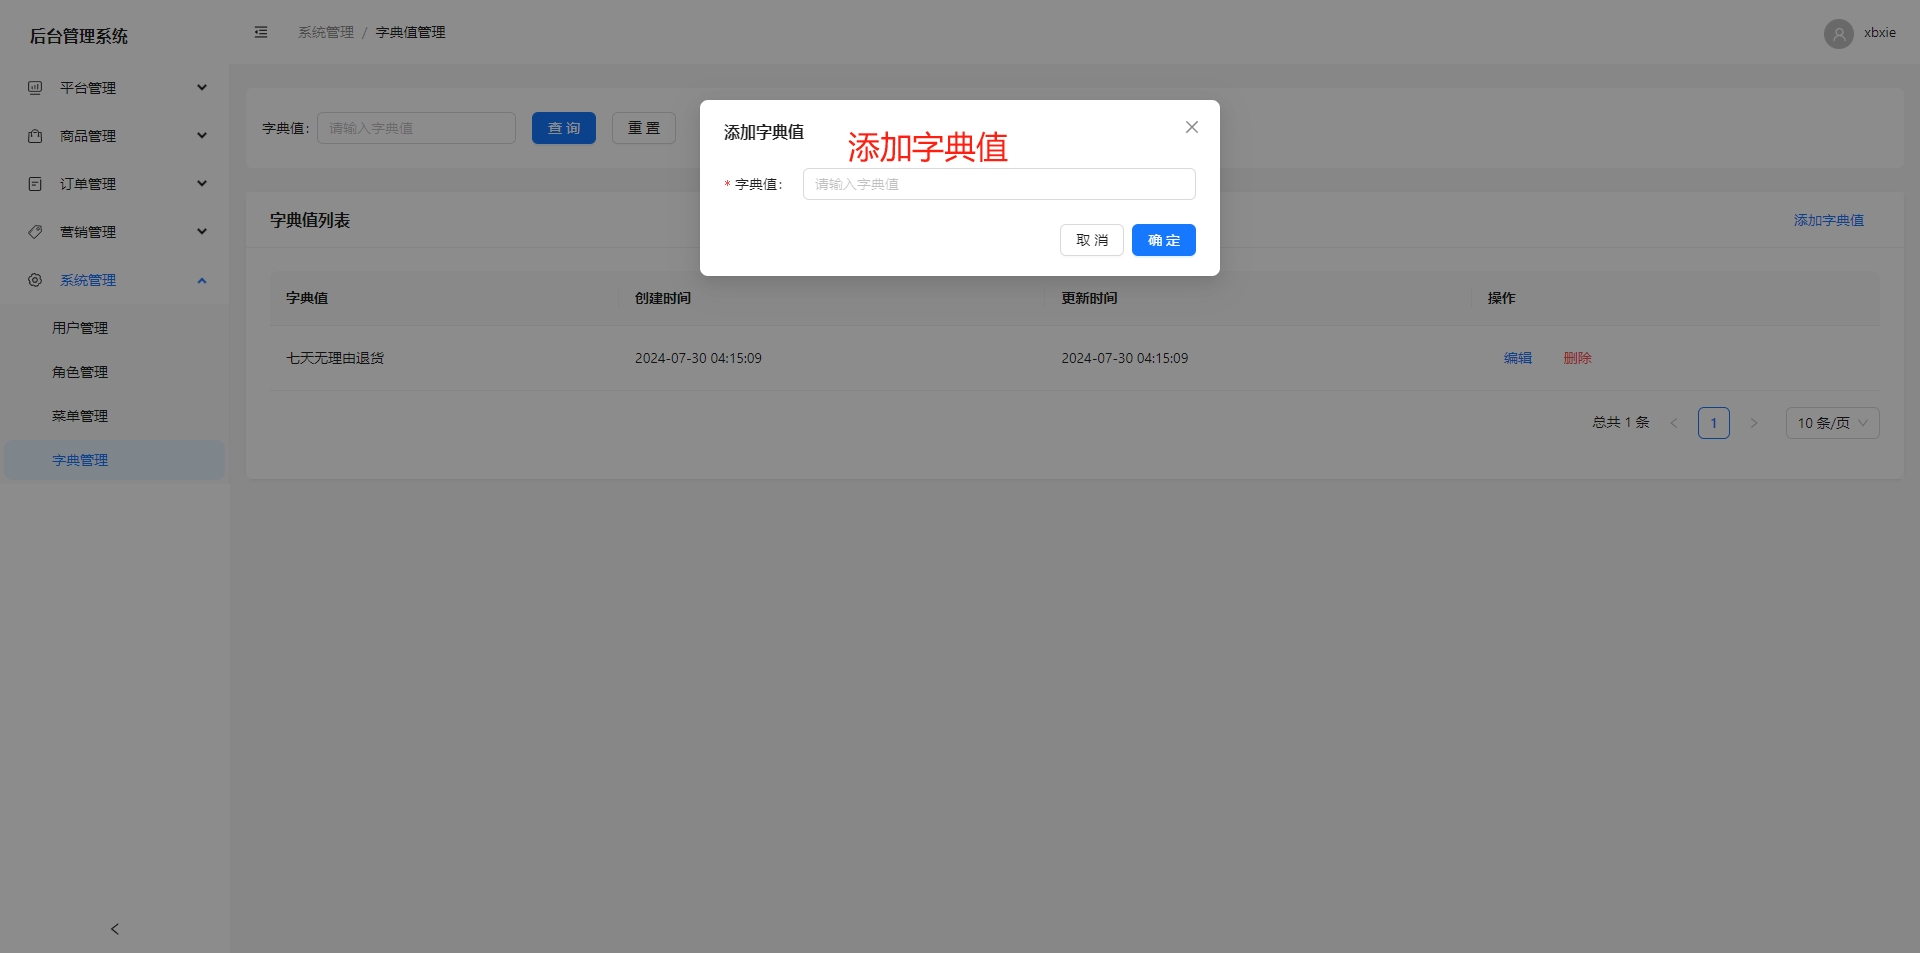 后台管理系统
系统管理 / 字典值管理
xbxie
平台管理
商品管理
订单管理
营销管理
系统管理
用户管理
角色管理
菜单管理
字典管理
字典值: 请输入字典值 查 询 重 置
添加字典值
添加字典值
* 字典值: 请输入字典值
取 消 确 定
字典值列表 添加字典值
字典值 创建时间 更新时间 操作
七天无理由退货 2024-07-30 04:15:09 2024-07-30 04:15:09 编辑 删除
总共 1 条 < 1 > 10 条/页